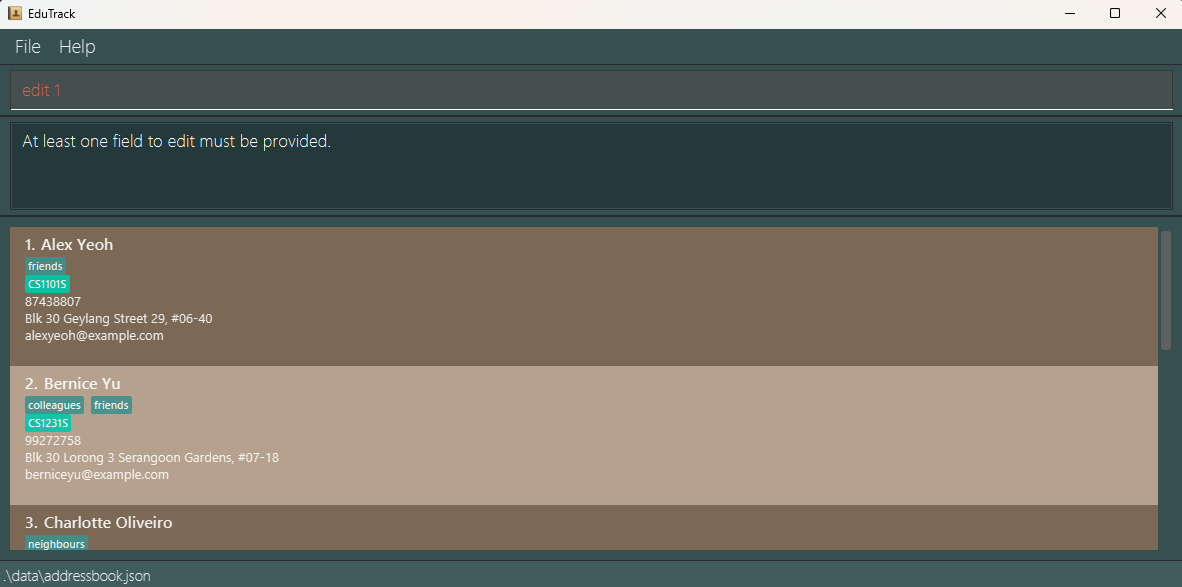 EduTrack
File Help
edit 1
At least one field to edit must be provided.
1. Alex Yeoh
friends
CS1101S
87438807
Blk 30 Geylang Street 29, #06-40
alexyeoh@example.com
2. Bernice Yu
colleagues friends
CS1231S
99272758
Blk 30 Lorong 3 Serangoon Gardens, #07-18
berniceyu@example.com
3. Charlotte Oliveiro
neighbours
.\data\addressbook.json